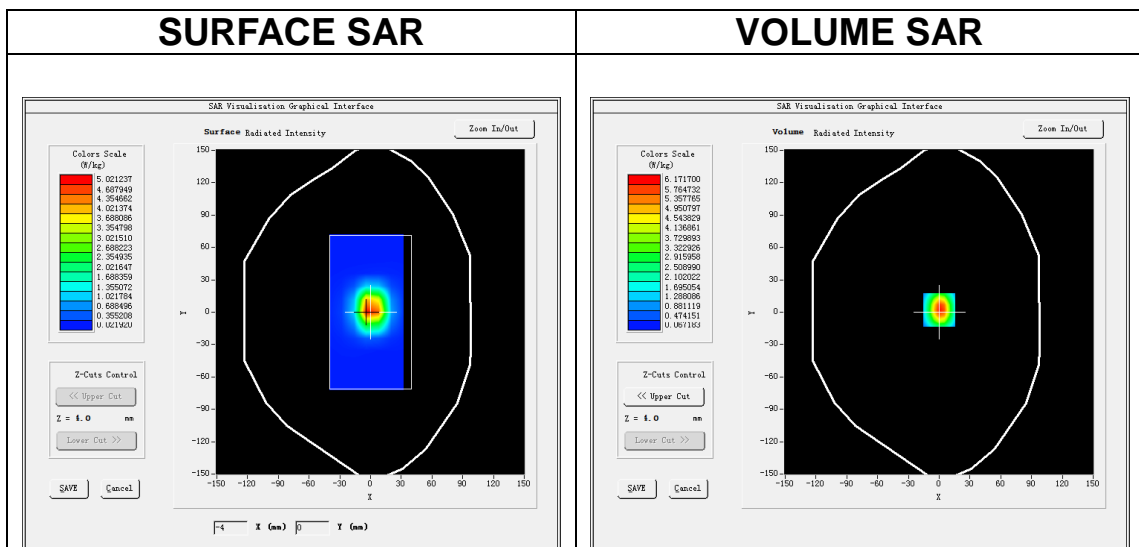 SURFACE SAR
VOLUME SAR
SAR Visualisation Graphical Interface
Surface Radiated Intensity
Zoom In/Out
Colors Scale
(W/kg)
5.021237
4.687949
4.354662
4.021374
3.688086
3.354798
3.021510
2.688223
2.354935
2.021647
1.688359
1.355072
1.021784
0.688496
0.355208
0.021920
150
120
90
60
30
0
-30
-60
-90
-120
-150
Y
-150 -120 -90 -60 -30 0 30 60 90 120 150
X
Z-Cuts Control
<< Upper Cut
Z = 4.0 mm
Lower Cut >>
SAVE Cancel
-4 X (mm) 0 Y (mm)
SAR Visualisation Graphical Interface
Volume Radiated Intensity
Zoom In/Out
Colors Scale
(W/kg)
6.171700
5.764732
5.357765
4.950797
4.543829
4.136861
3.729893
3.322926
2.915958
2.508990
2.102022
1.695054
1.288086
0.881119
0.474151
0.067183
150
120
90
60
30
0
-30
-60
-90
-120
-150
Y
-150 -120 -90 -60 -30 0 30 60 90 120 150
X
Z-Cuts Control
<< Upper Cut
Z = 4.0 mm
Lower Cut >>
SAVE Cancel